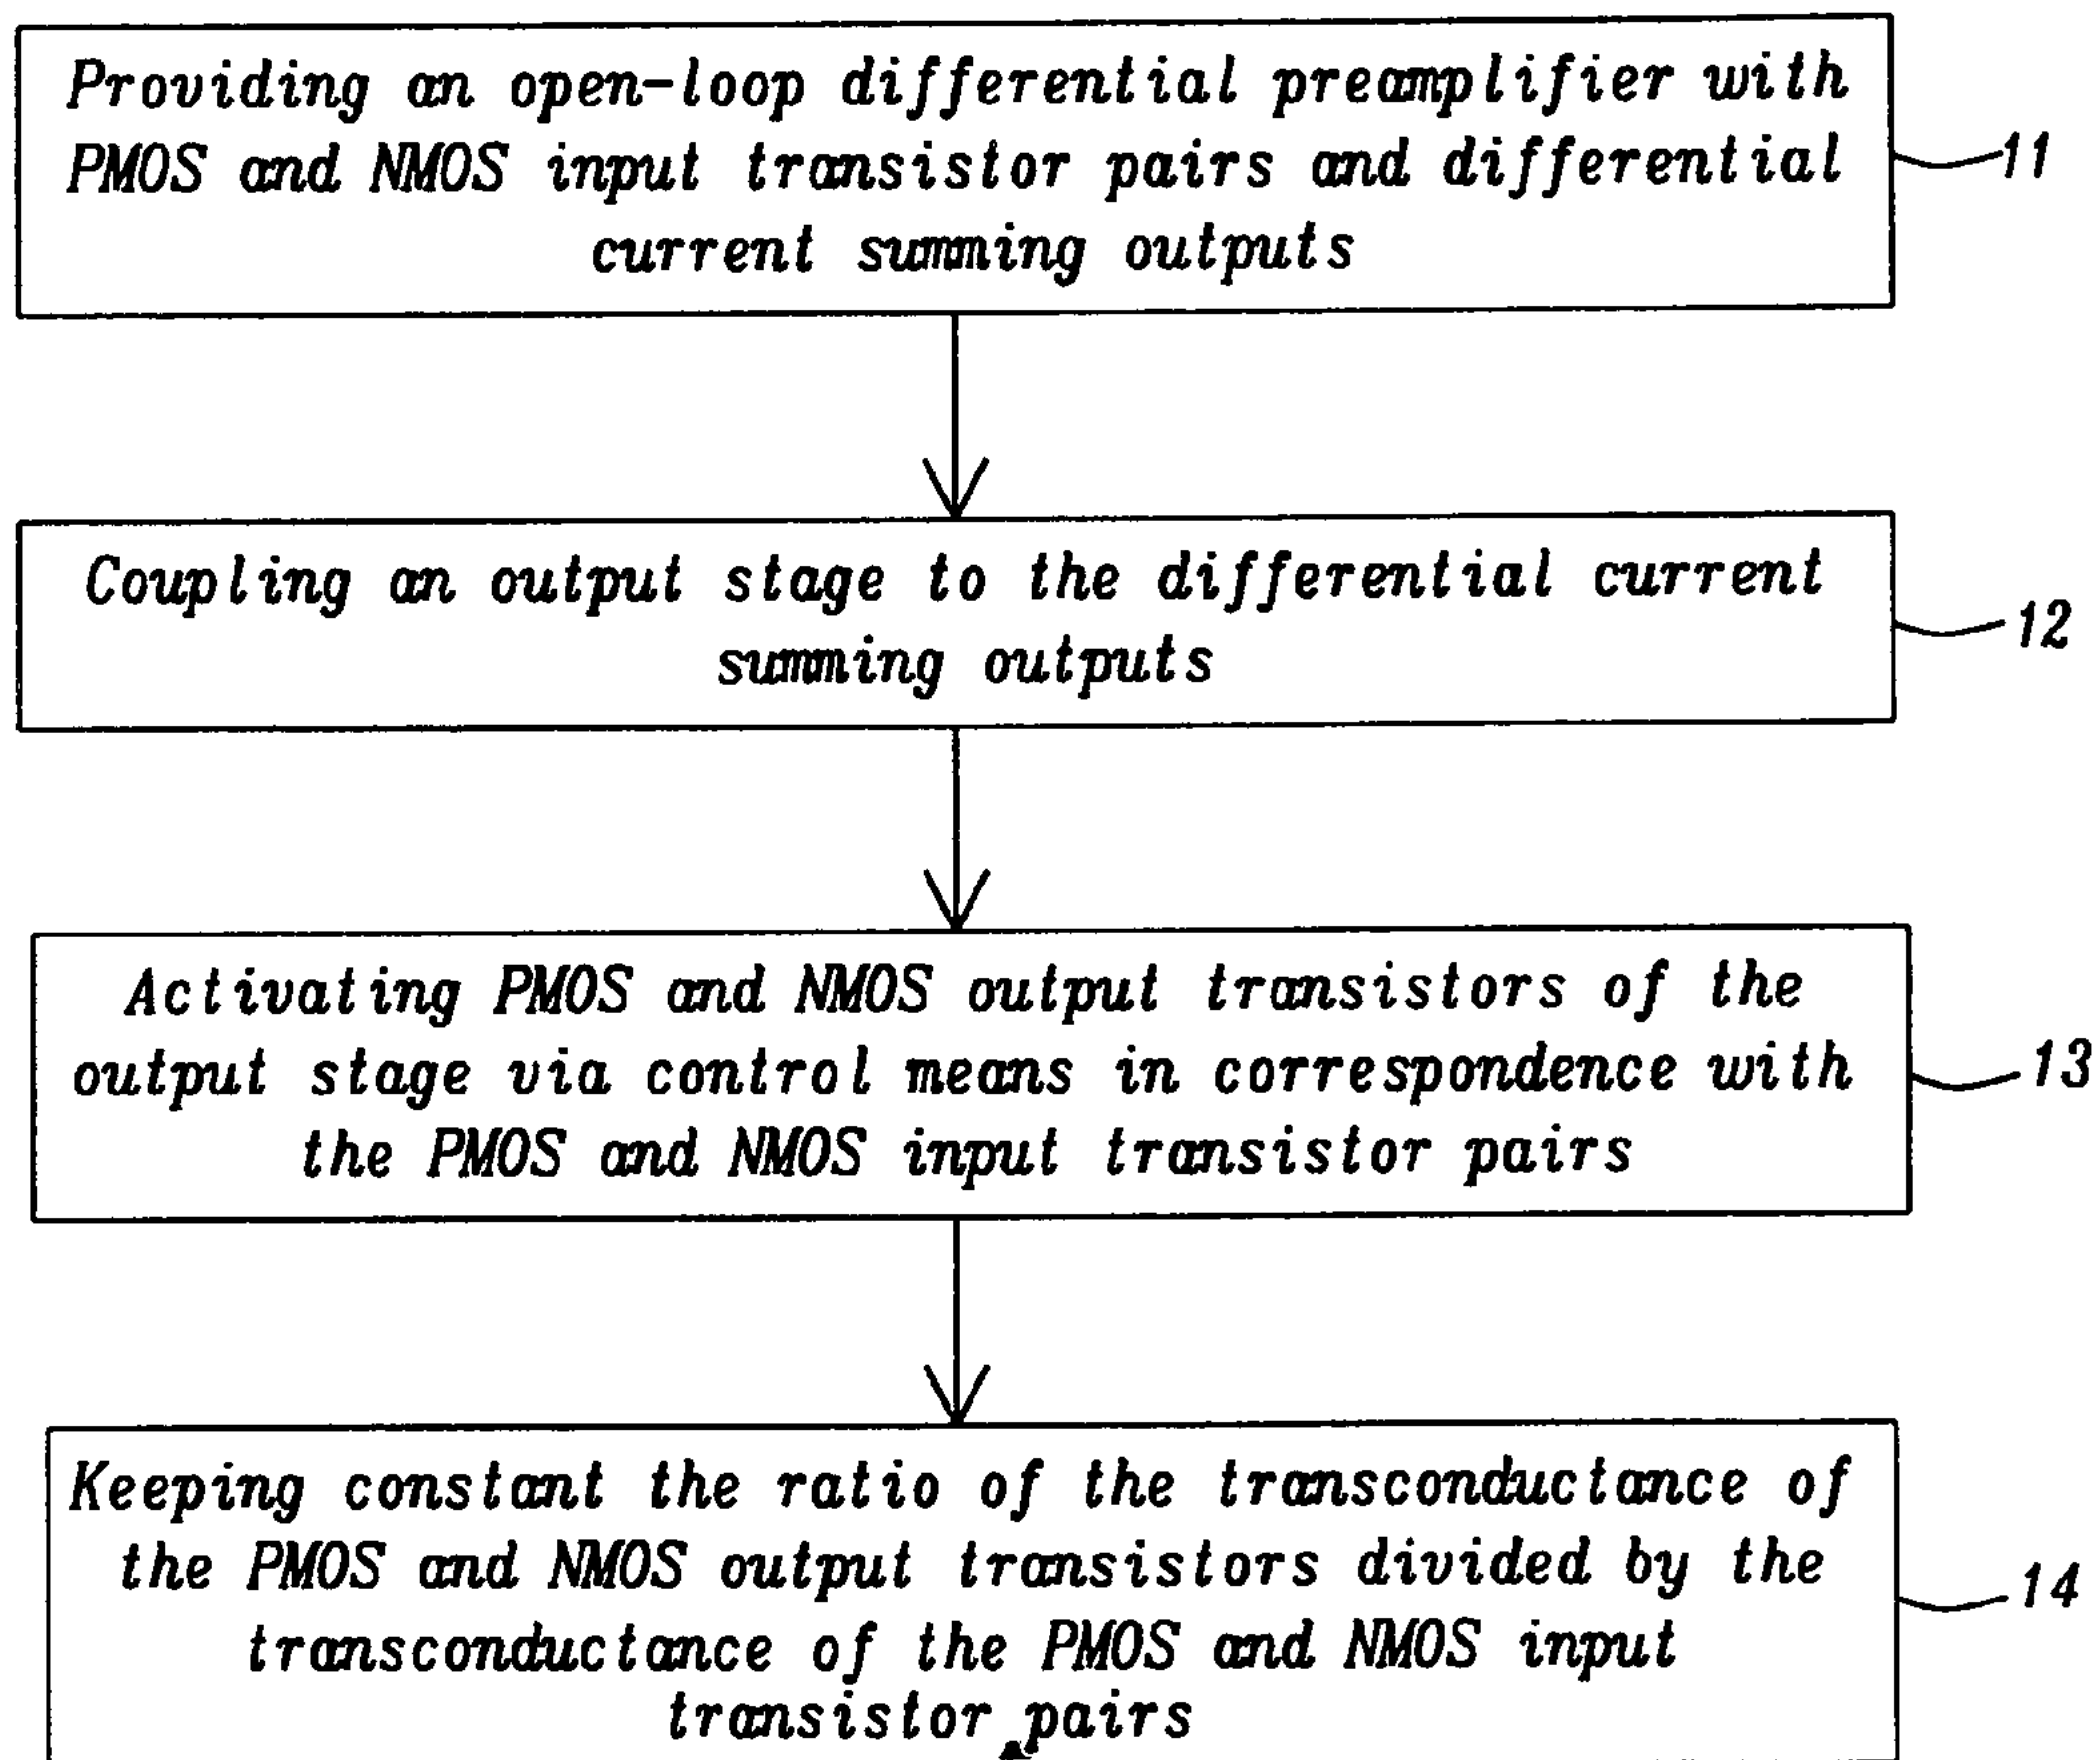 Providing an open-loop differential preamplifier with
PMOS and NMOS input transistor pairs and differential
current summing outputs
11
Coupling an output stage to the differential current
summing outputs
12
Activating PMOS and NMOS output transistors of the
output stage via control means in correspondence with
the PMOS and NMOS input transistor pairs
13
Keeping constant the ratio of the transconductance of
the PMOS and NMOS output transistors divided by the
transconductance of the PMOS and NMOS input
transistor pairs
14